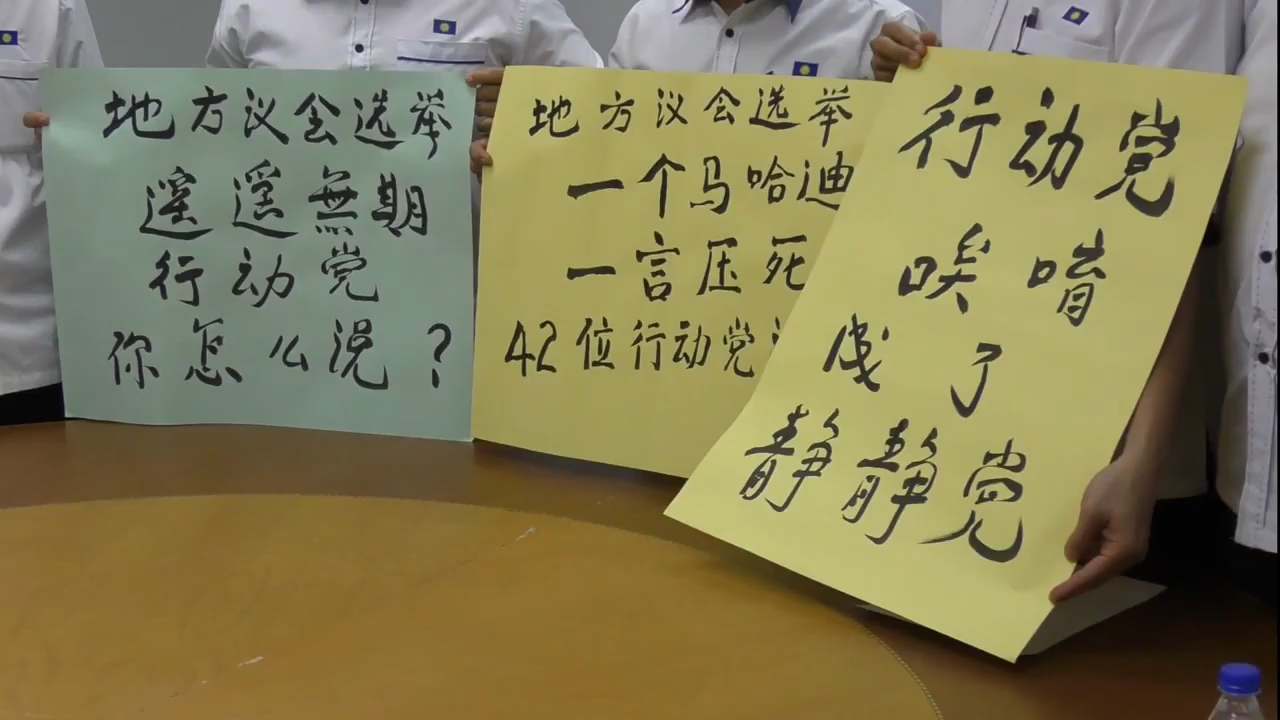 地方议会选举
遥遥無期
行动党
你怎么说？
地方议会选举
一个马哈迪
一言压死
42位行动党
行动党
唉唷
成了
静静党